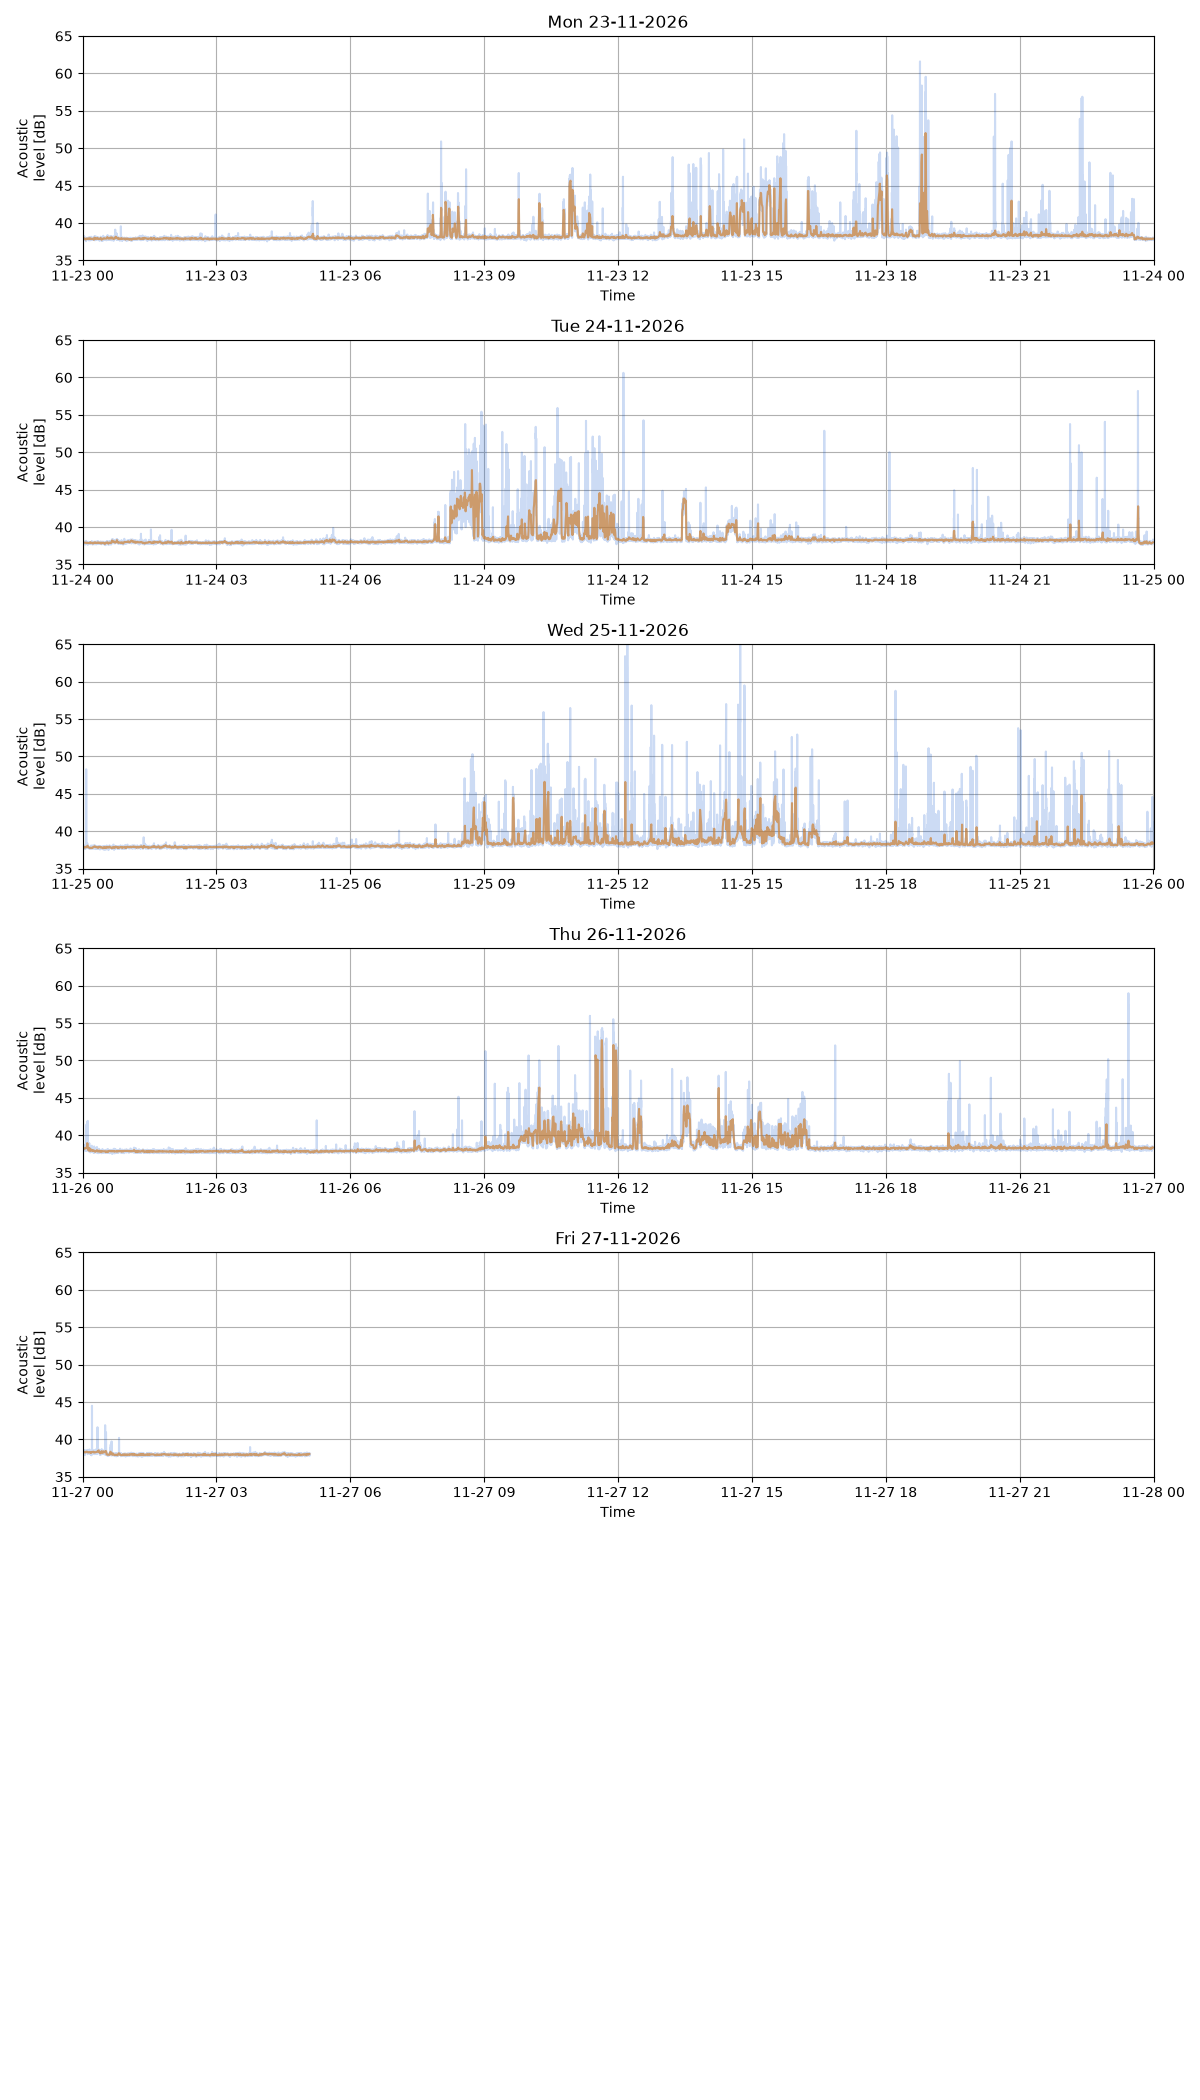 Mon 23-11-2026
65
60
55
50
45
40
35
Acoustic
level [dB]
11-23 00 11-23 03 11-23 06 11-23 09 11-23 12 11-23 15 11-23 18 11-23 21 11-24 00
Time
Tue 24-11-2026
65
60
55
50
45
40
35
Acoustic
level [dB]
11-24 00 11-24 03 11-24 06 11-24 09 11-24 12 11-24 15 11-24 18 11-24 21 11-25 00
Time
Wed 25-11-2026
65
60
55
50
45
40
35
Acoustic
level [dB]
11-25 00 11-25 03 11-25 06 11-25 09 11-25 12 11-25 15 11-25 18 11-25 21 11-26 00
Time
Thu 26-11-2026
65
60
55
50
45
40
35
Acoustic
level [dB]
11-26 00 11-26 03 11-26 06 11-26 09 11-26 12 11-26 15 11-26 18 11-26 21 11-27 00
Time
Fri 27-11-2026
65
60
55
50
45
40
35
Acoustic
level [dB]
11-27 00 11-27 03 11-27 06 11-27 09 11-27 12 11-27 15 11-27 18 11-27 21 11-28 00
Time